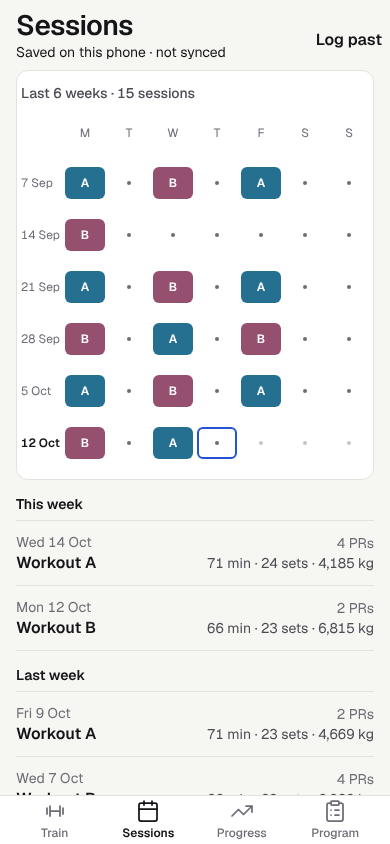 Sessions
Saved on this phone · not synced
Log past
Last 6 weeks · 15 sessions
M T W T F S S
7 Sep A B A
14 Sep B
21 Sep A B A
28 Sep B A B
5 Oct A B A
12 Oct B A
This week
Wed 14 Oct 4 PRs
Workout A 71 min · 24 sets · 4,185 kg
Mon 12 Oct 2 PRs
Workout B 66 min · 23 sets · 6,815 kg
Last week
Fri 9 Oct 2 PRs
Workout A 71 min · 23 sets · 4,669 kg
Wed 7 Oct 4 PRs
Train Sessions Progress Program